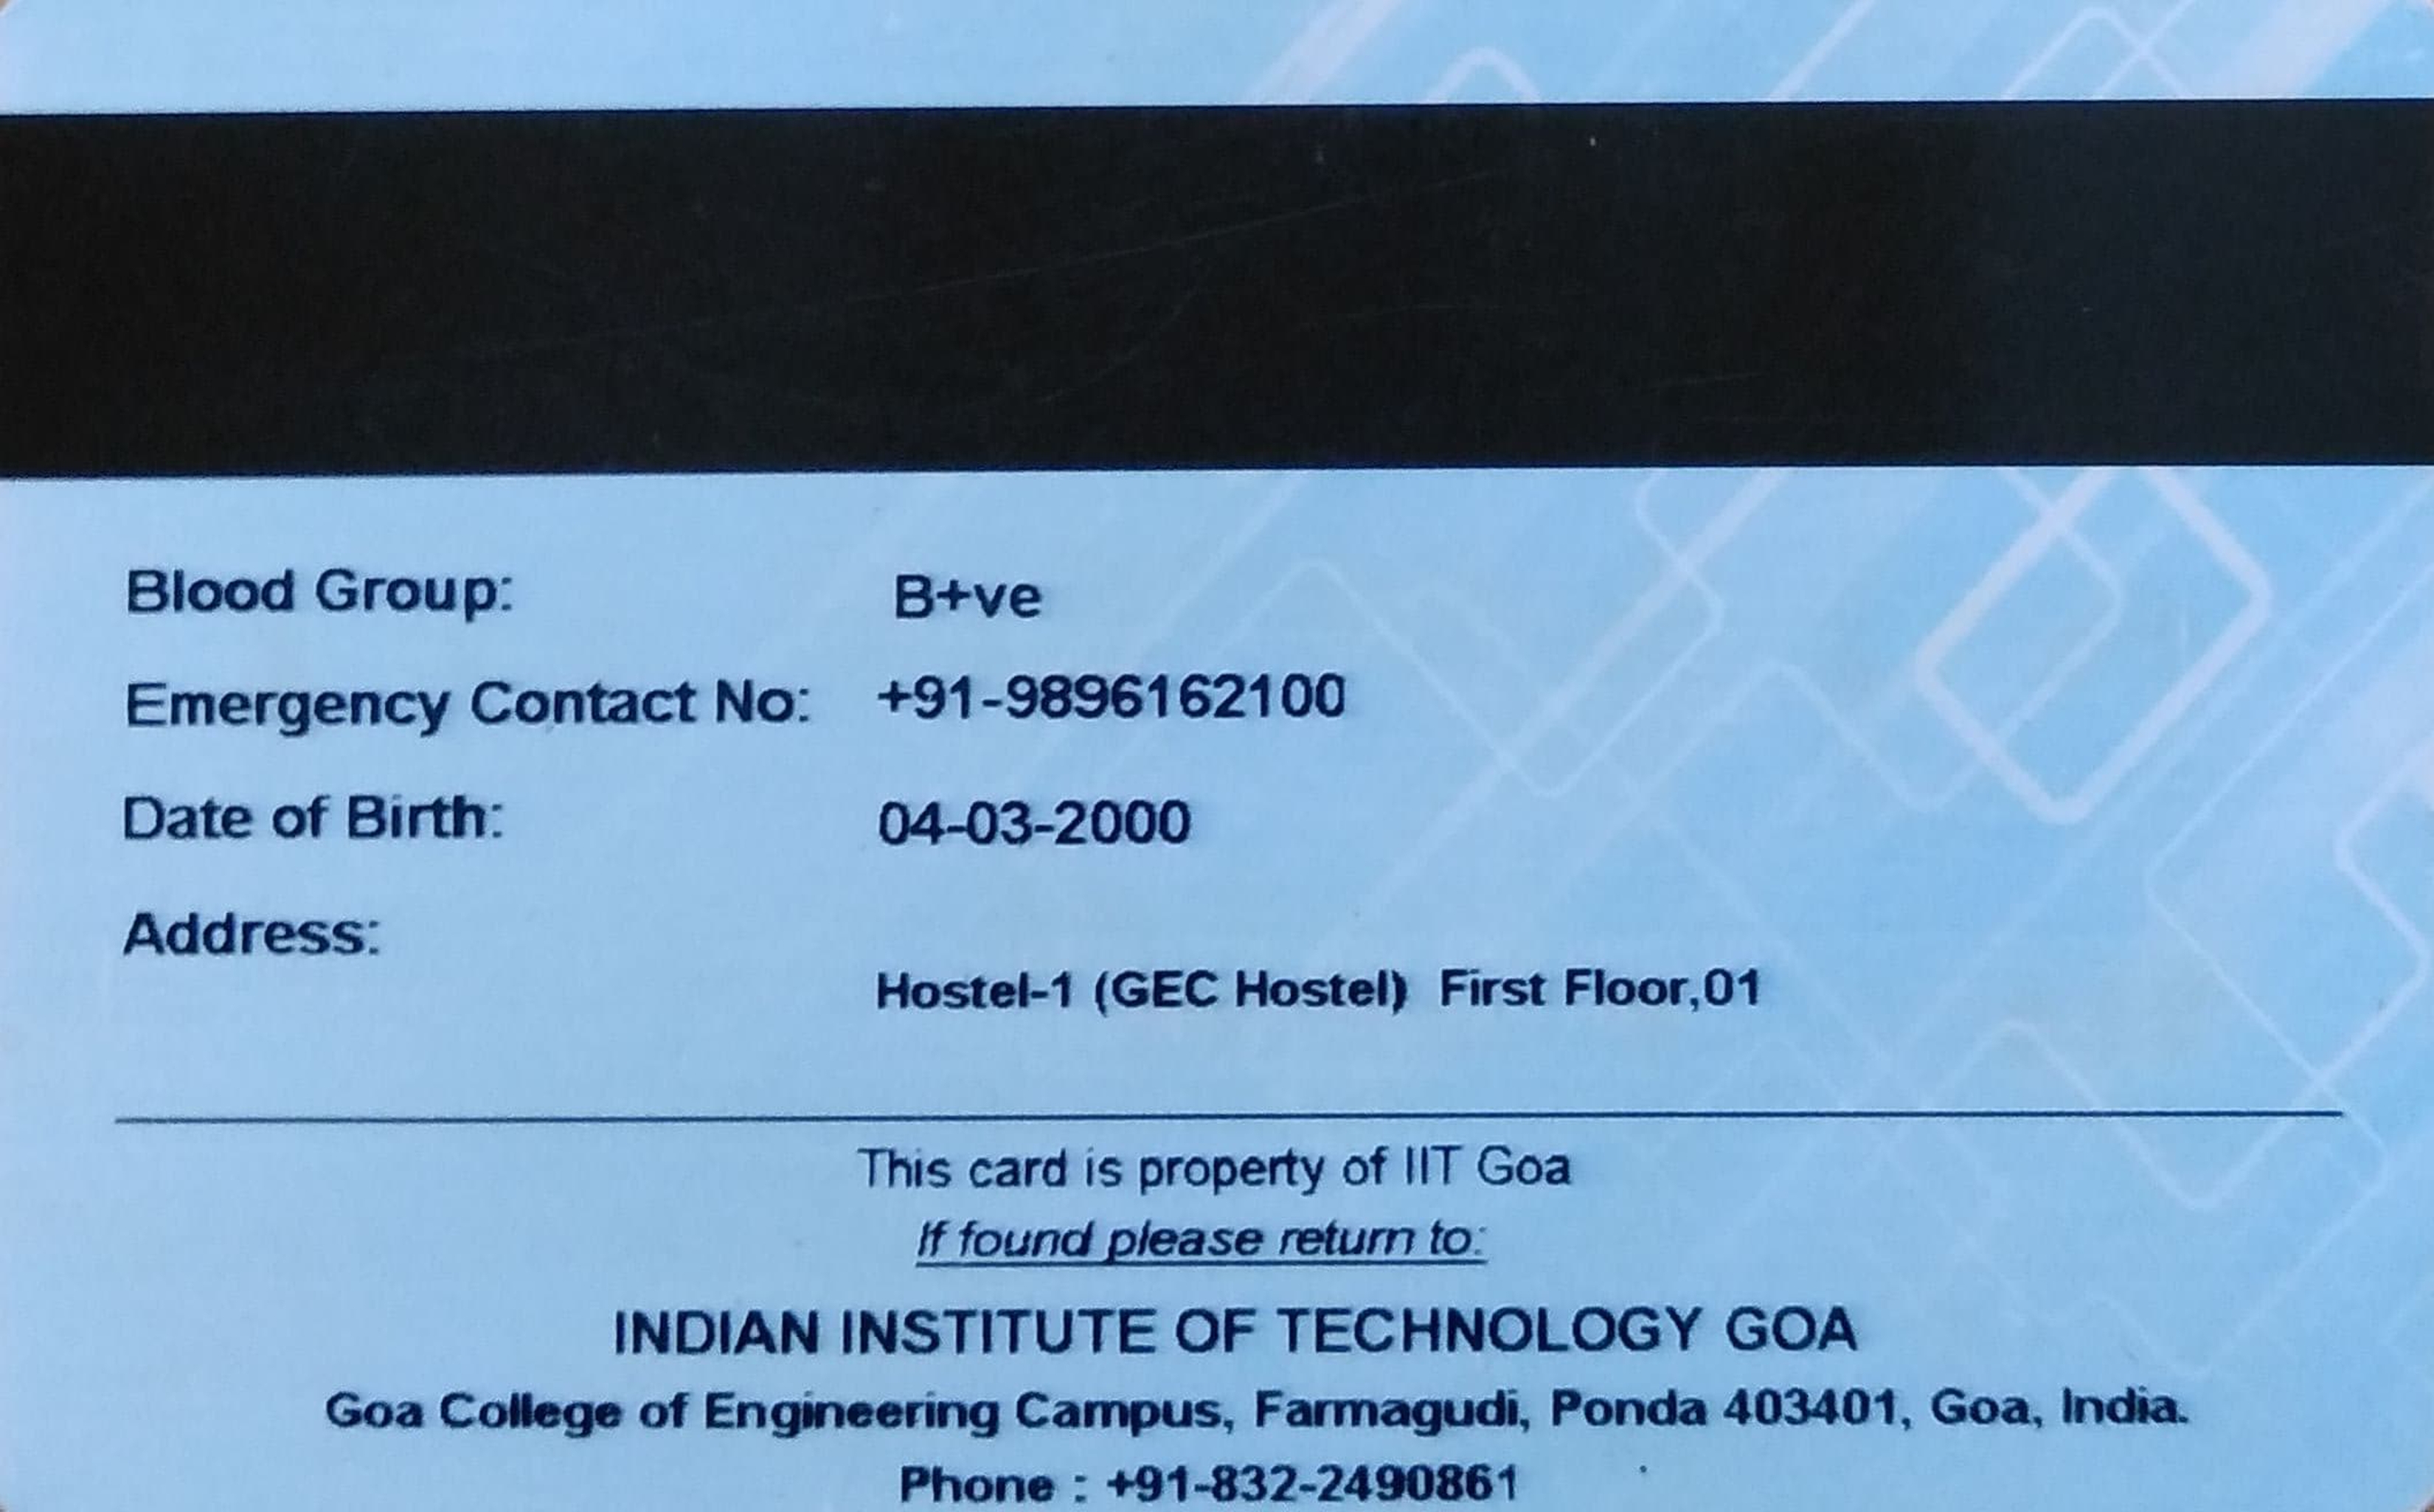 Blood Group: B+ve
Emergency Contact No: +91-9896162100
Date of Birth: 04-03-2000
Address:
Hostel-1 (GEC Hostel) First Floor,01
This card is property of IIT Goa
If found please return to:
INDIAN INSTITUTE OF TECHNOLOGY GOA
Goa College of Engineering Campus, Farmagudi, Ponda 403401, Goa, India.
Phone : +91-832-2490861